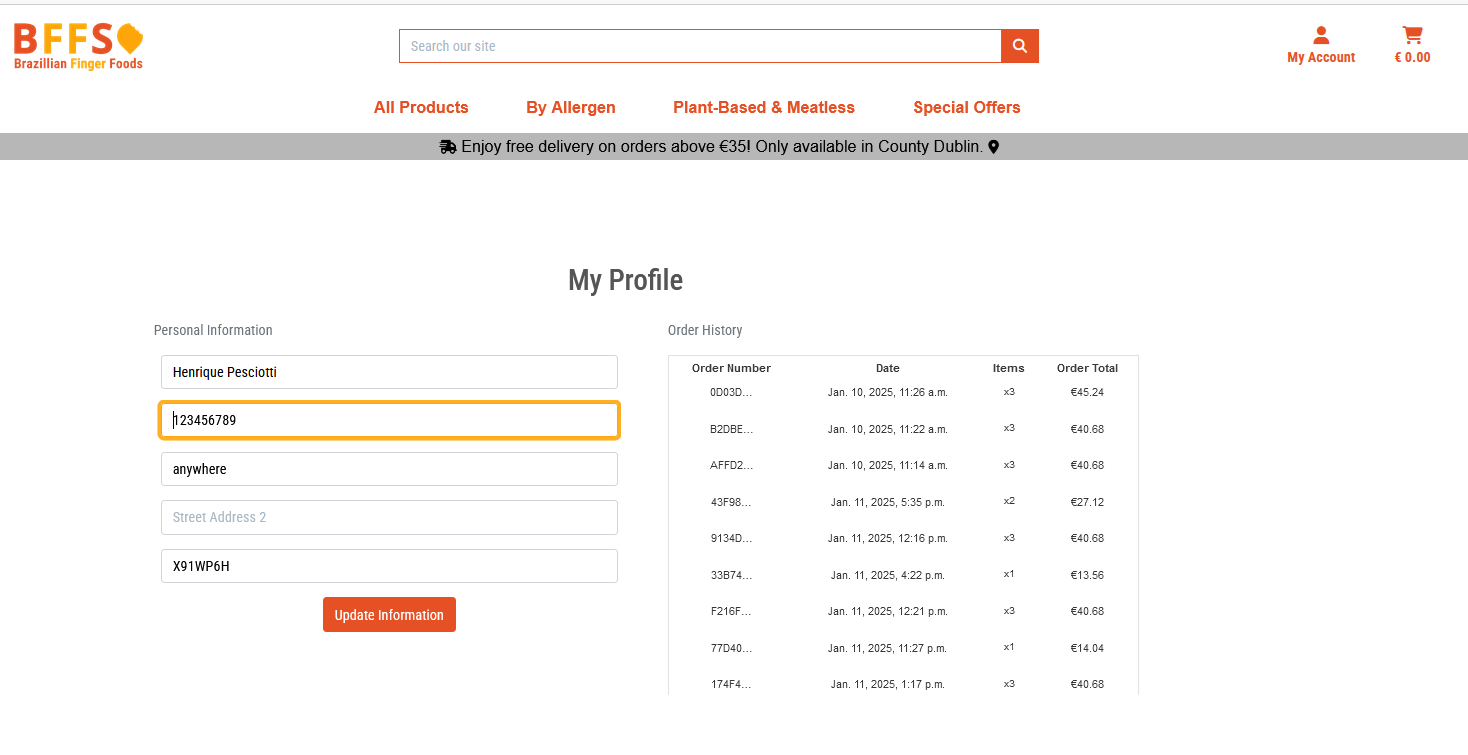 BFFS
Brazillian Finger Foods
Search our site
My Account
€ 0.00
All Products By Allergen Plant-Based & Meatless Special Offers
Enjoy free delivery on orders above €35! Only available in County Dublin.
My Profile
Personal Information
Henrique Pesciotti
123456789
anywhere
Street Address 2
X91WP6H
Update Information
Order History
Order Number Date Items Order Total
0D03D... Jan. 10, 2025, 11:26 a.m. x3 €45.24
B2DBE... Jan. 10, 2025, 11:22 a.m. x3 €40.68
AFFD2... Jan. 10, 2025, 11:14 a.m. x3 €40.68
43F98... Jan. 11, 2025, 5:35 p.m. x2 €27.12
9134D... Jan. 11, 2025, 12:16 p.m. x3 €40.68
33B74... Jan. 11, 2025, 4:22 p.m. x1 €13.56
F216F... Jan. 11, 2025, 12:21 p.m. x3 €40.68
77D40... Jan. 11, 2025, 11:27 p.m. x1 €14.04
174F4... Jan. 11, 2025, 1:17 p.m. x3 €40.68